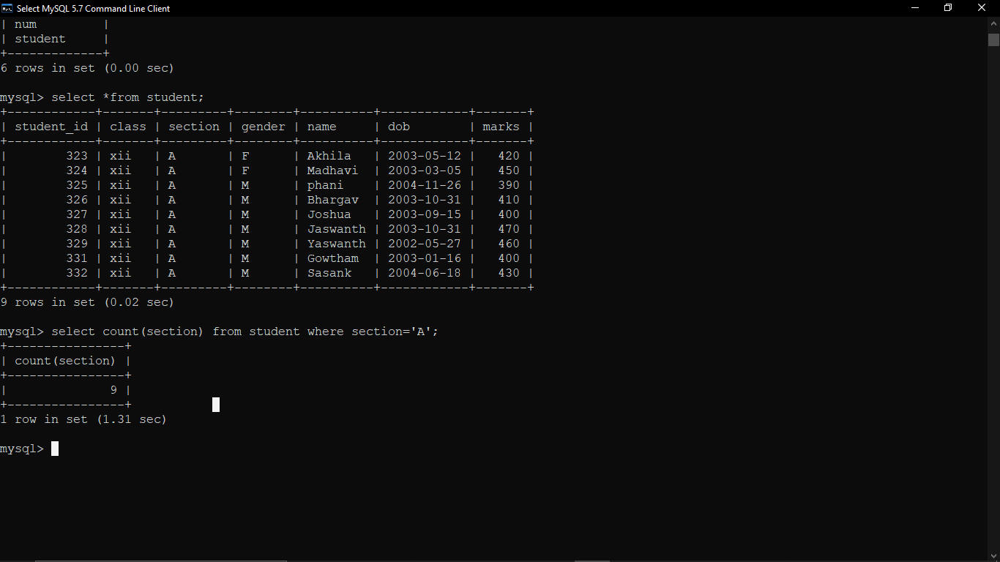 Select MySQL 5.7 Command Line Client
| num         |
| student     |
+-------------+
6 rows in set (0.00 sec)
mysql> select *from student;
+------------+-------+---------+--------+----------+------------+-------+
| student_id | class | section | gender | name     | dob        | marks |
+------------+-------+---------+--------+----------+------------+-------+
|        323 | xii   | A       | F      | Akhila   | 2003-05-12 |   420 |
|        324 | xii   | A       | F      | Madhavi  | 2003-03-05 |   450 |
|        325 | xii   | A       | M      | phani    | 2004-11-26 |   390 |
|        326 | xii   | A       | M      | Bhargav  | 2003-10-31 |   410 |
|        327 | xii   | A       | M      | Joshua   | 2003-09-15 |   400 |
|        328 | xii   | A       | M      | Jaswanth | 2003-10-31 |   470 |
|        329 | xii   | A       | M      | Yaswanth | 2002-05-27 |   460 |
|        331 | xii   | A       | M      | Gowtham  | 2003-01-16 |   400 |
|        332 | xii   | A       | M      | Sasank   | 2004-06-18 |   430 |
+------------+-------+---------+--------+----------+------------+-------+
9 rows in set (0.02 sec)
mysql> select count(section) from student where section='A';
+----------------+
| count(section) |
+----------------+
|              9 |
+----------------+
1 row in set (1.31 sec)
mysql>